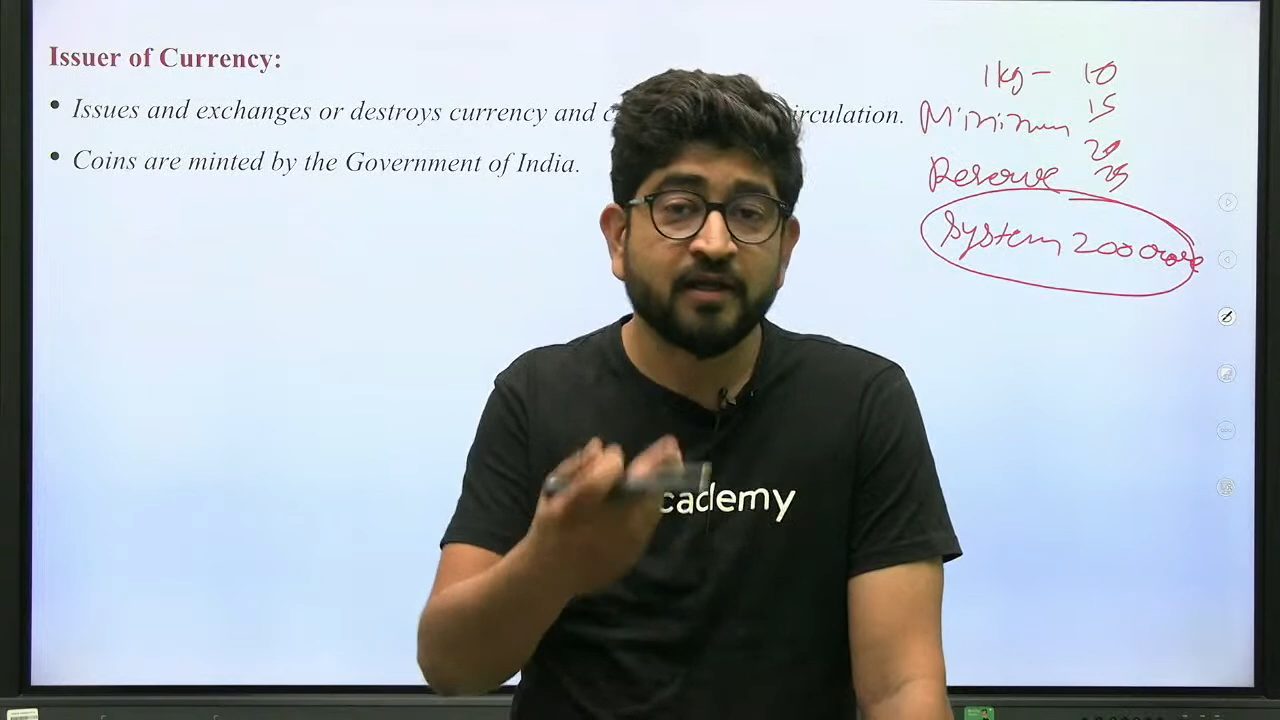 Issuer of Currency:
• Issues and exchanges or destroys currency and c irculation.
• Coins are minted by the Government of India.
1kg - 10
Minimum 15
20
Reserve 25
System 200 crore
cademy